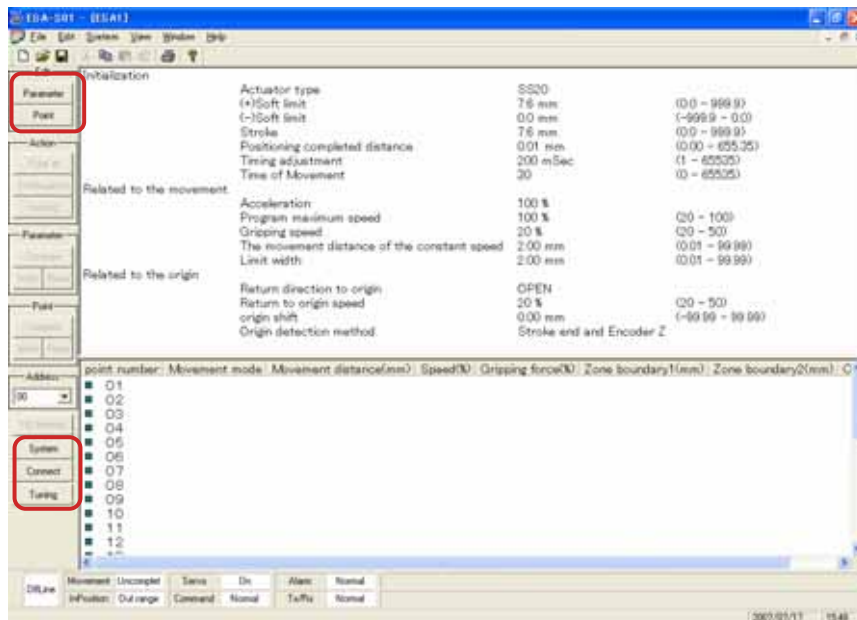 ESA-S01 - [ESA1]
File Edit System View Window Help
Edit
Parameter
Point
Action
Parameter
Point
Address
00
System
Connect
Tuning
Initialization
Actuator type SS20
(+)Soft limit 7.6 mm (0.0 - 999.9)
(-)Soft limit 0.0 mm (-999.9 - 0.0)
Stroke 7.6 mm (0.0 - 999.9)
Positioning completed distance 0.01 mm (0.00 - 655.35)
Timing adjustment 200 mSec (1 - 65535)
Time of Movement 20 (0 - 65535)
Related to the movement
Acceleration 100 %
Program maximum speed 100 % (20 - 100)
Gripping speed 20 % (20 - 50)
The movement distance of the constant speed 2.00 mm (0.01 - 99.99)
Limit width 2.00 mm (0.01 - 99.99)
Related to the origin
Return direction to origin OPEN
Return to origin speed 20 % (20 - 50)
origin shift 0.00 mm (-99.99 - 99.99)
Origin detection method Stroke end and Encoder Z
point number Movement mode Movement distance(mm) Speed(%) Gripping force(%) Zone boundary1(mm) Zone boundary2(mm)
01
02
03
04
05
06
07
08
09
10
11
12
OffLine
Movement Uncomplet Servo On Alarm Normal
InPosition Out range Command Normal Tx/Rx Normal
2007/07/17 15:48